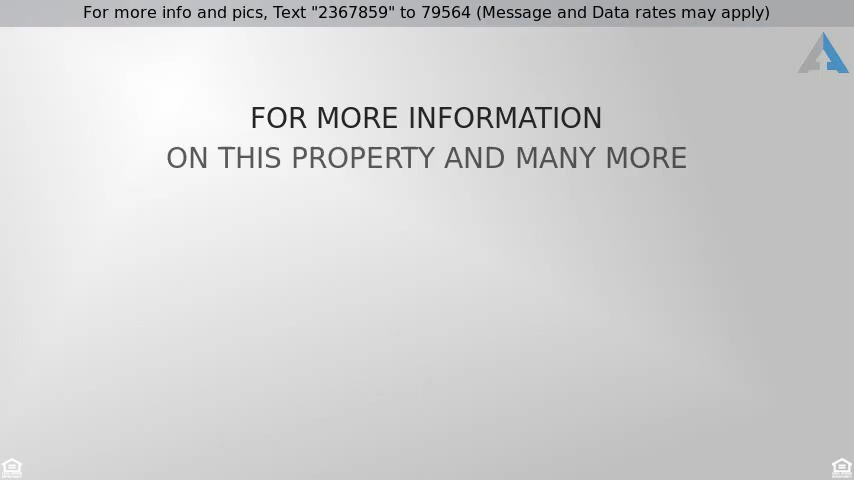 For more info and pics, Text "2367859" to 79564 (Message and Data rates may apply)
FOR MORE INFORMATION
ON THIS PROPERTY AND MANY MORE